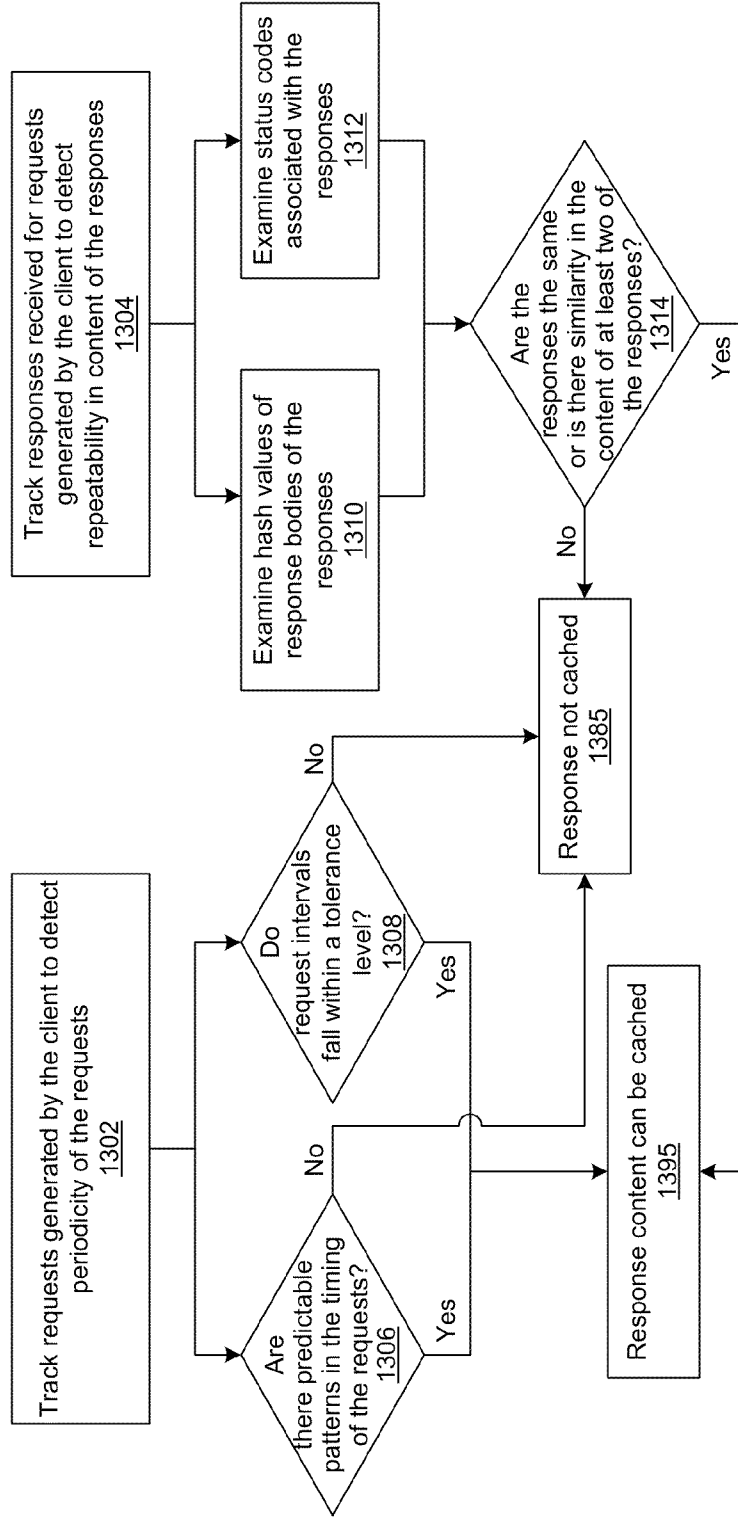 Track requests generated by the client to detect
periodicity of the requests
1302
Are
there predictable
patterns in the timing
of the requests?
1306
No
Yes
Do
request intervals
fall within a tolerance
level?
1308
No
Yes
Track responses received for requests
generated by the client to detect
repeatability in content of the responses
1304
Examine hash values of
response bodies of the
responses
1310
Examine status codes
associated with the
responses
1312
Are the
responses the same
or is there similarity in the
content of at least two of
the responses?
1314
No
Yes
Response not cached
1385
Response content can be cached
1395